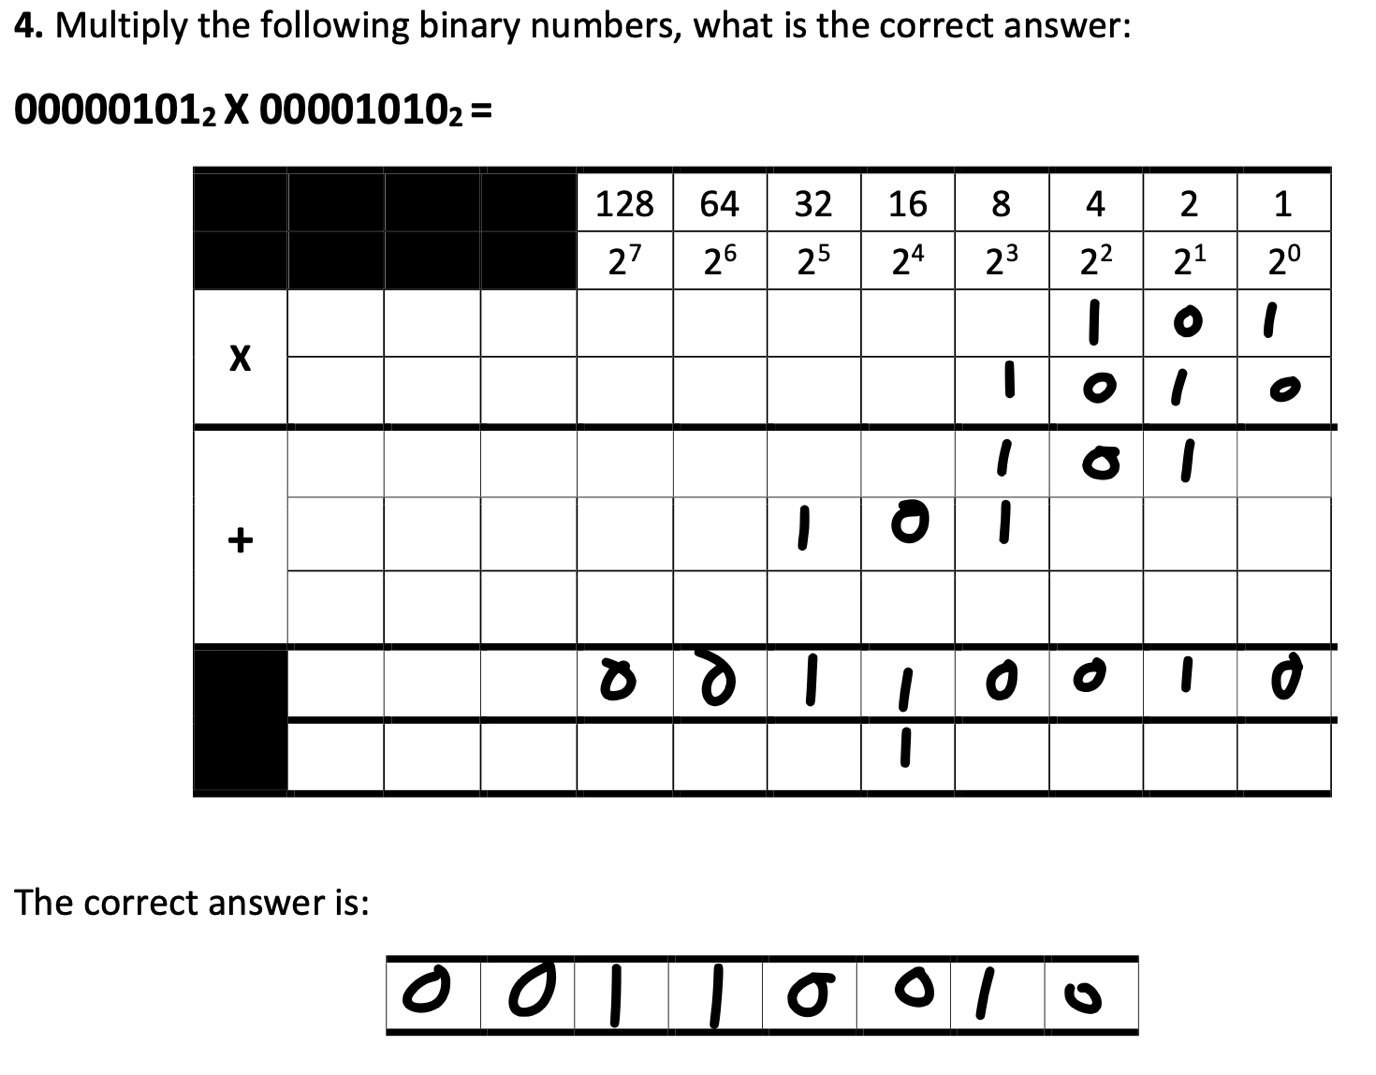 4. Multiply the following binary numbers, what is the correct answer:
00000101₂ X 00001010₂ =
128 64 32 16 8 4 2 1
2⁷ 2⁶ 2⁵ 2⁴ 2³ 2² 2¹ 2⁰
X
1 0 1
1 0 1 0
+
1 0 1
1 0 1
0 0 1 1 0 0 1 0
1
The correct answer is:
0 0 1 1 0 0 1 0